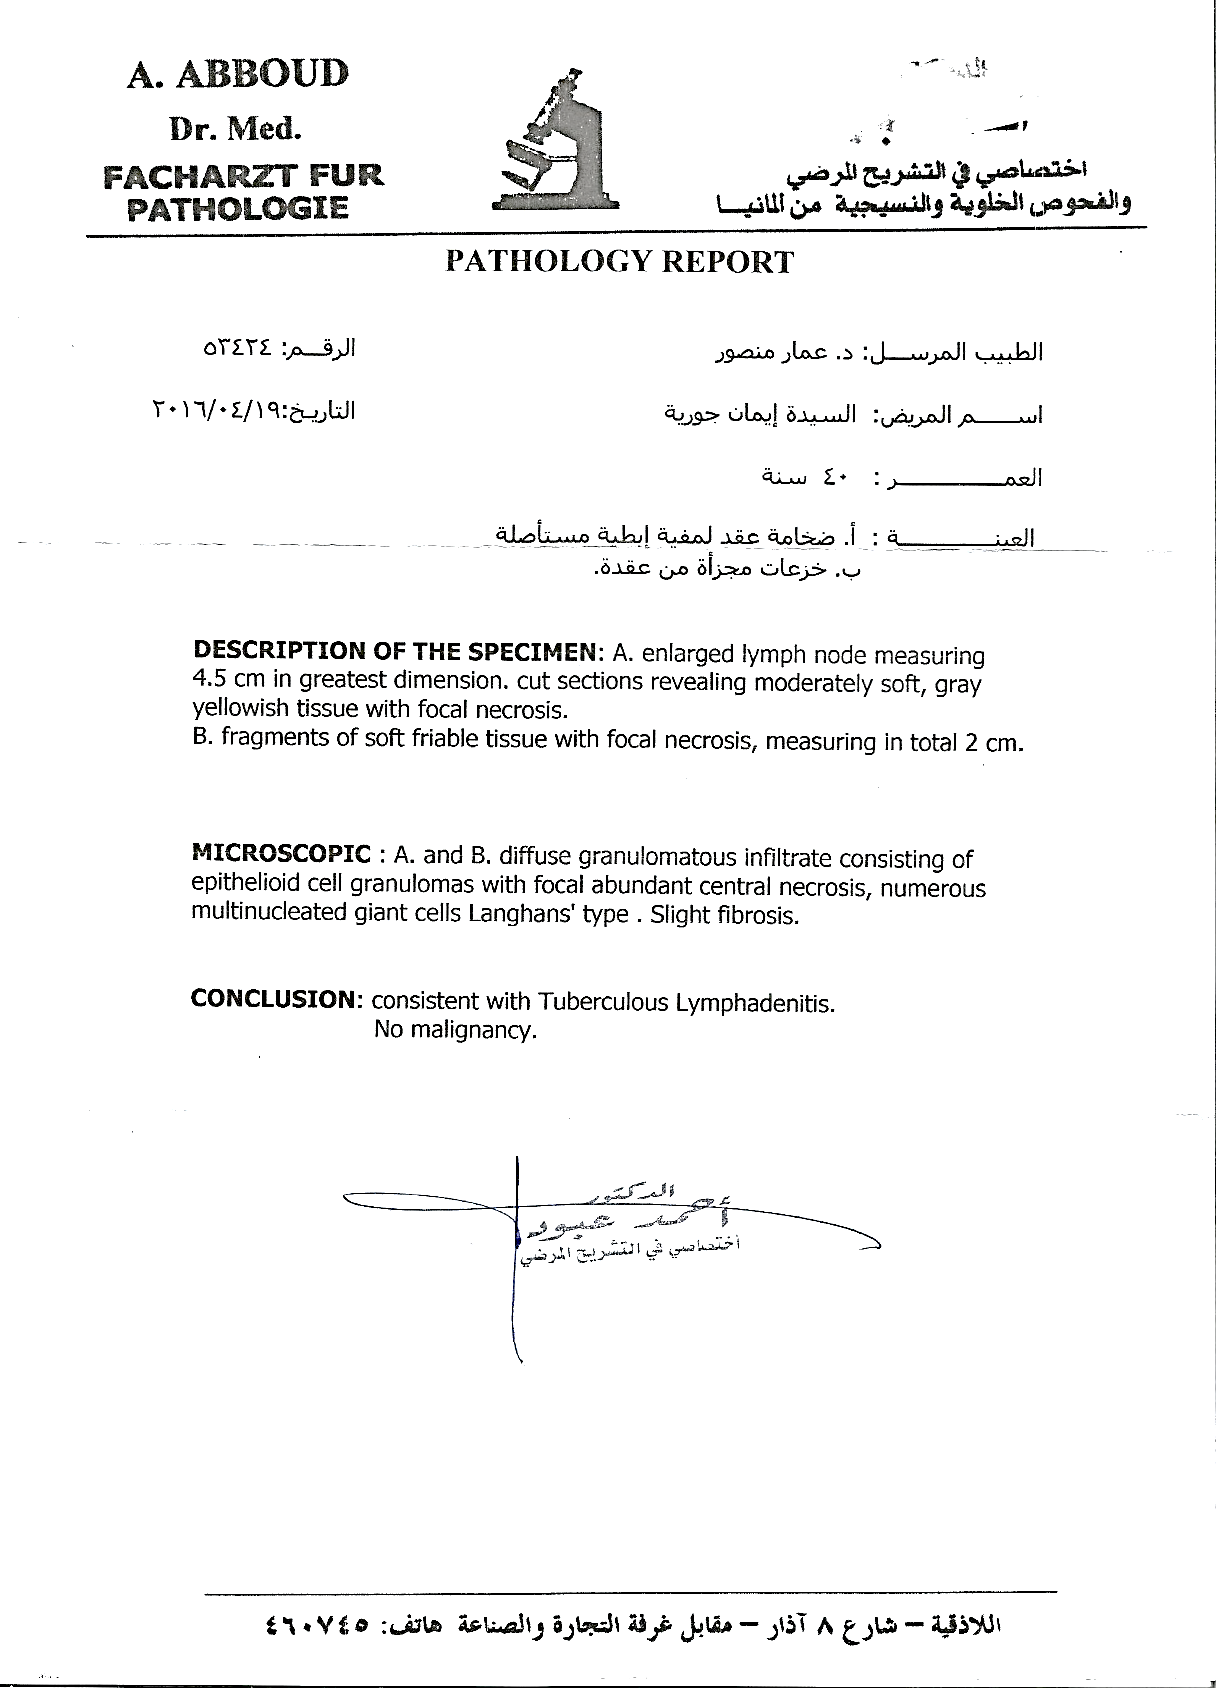 A. ABBOUD
Dr. Med.
FACHARZT FUR
PATHOLOGIE
اختصاصي في التشريح المرضي
والفحوص الخلوية والنسيجية من المانيا
PATHOLOGY REPORT
الطبيب المرسل: د. عمار منصور
الرقم: ٥٣٤٢٤
اسم المريض: السيدة إيمان جورية
التاريخ:٢٠١٦/٠٤/١٩
العمر : ٤٠ سنة
العينة : أ. ضخامة عقد لمفية إبطية مستأصلة
ب. خزعات مجزأة من عقدة.
DESCRIPTION OF THE SPECIMEN: A. enlarged lymph node measuring
4.5 cm in greatest dimension. cut sections revealing moderately soft, gray
yellowish tissue with focal necrosis.
B. fragments of soft friable tissue with focal necrosis, measuring in total 2 cm.
MICROSCOPIC : A. and B. diffuse granulomatous infiltrate consisting of
epithelioid cell granulomas with focal abundant central necrosis, numerous
multinucleated giant cells Langhans' type . Slight fibrosis.
CONCLUSION: consistent with Tuberculous Lymphadenitis.
No malignancy.
الدكتور
أحمد عبود
أختصاصي في التشريح المرضي
اللاذقية – شارع ٨ آذار – مقابل غرفة التجارة والصناعة هاتف: ٤٦٠٧٤٥